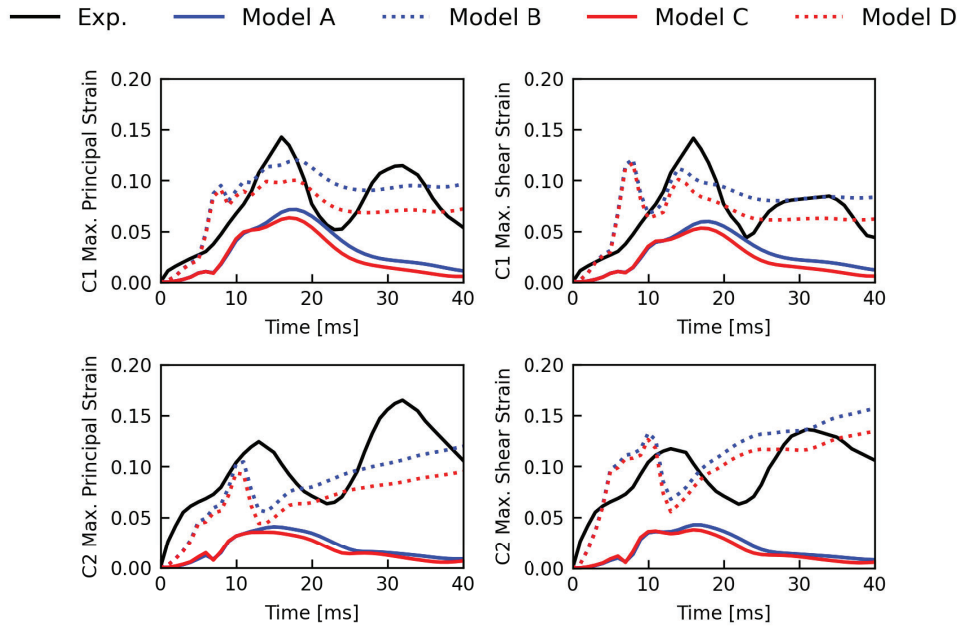 Exp. Model A Model B Model C Model D
C1 Max. Principal Strain
0.20
0.15
0.10
0.05
0.00
0 10 20 30 40
Time [ms]
C1 Max. Shear Strain
0.20
0.15
0.10
0.05
0.00
0 10 20 30 40
Time [ms]
C2 Max. Principal Strain
0.20
0.15
0.10
0.05
0.00
0 10 20 30 40
Time [ms]
C2 Max. Shear Strain
0.20
0.15
0.10
0.05
0.00
0 10 20 30 40
Time [ms]